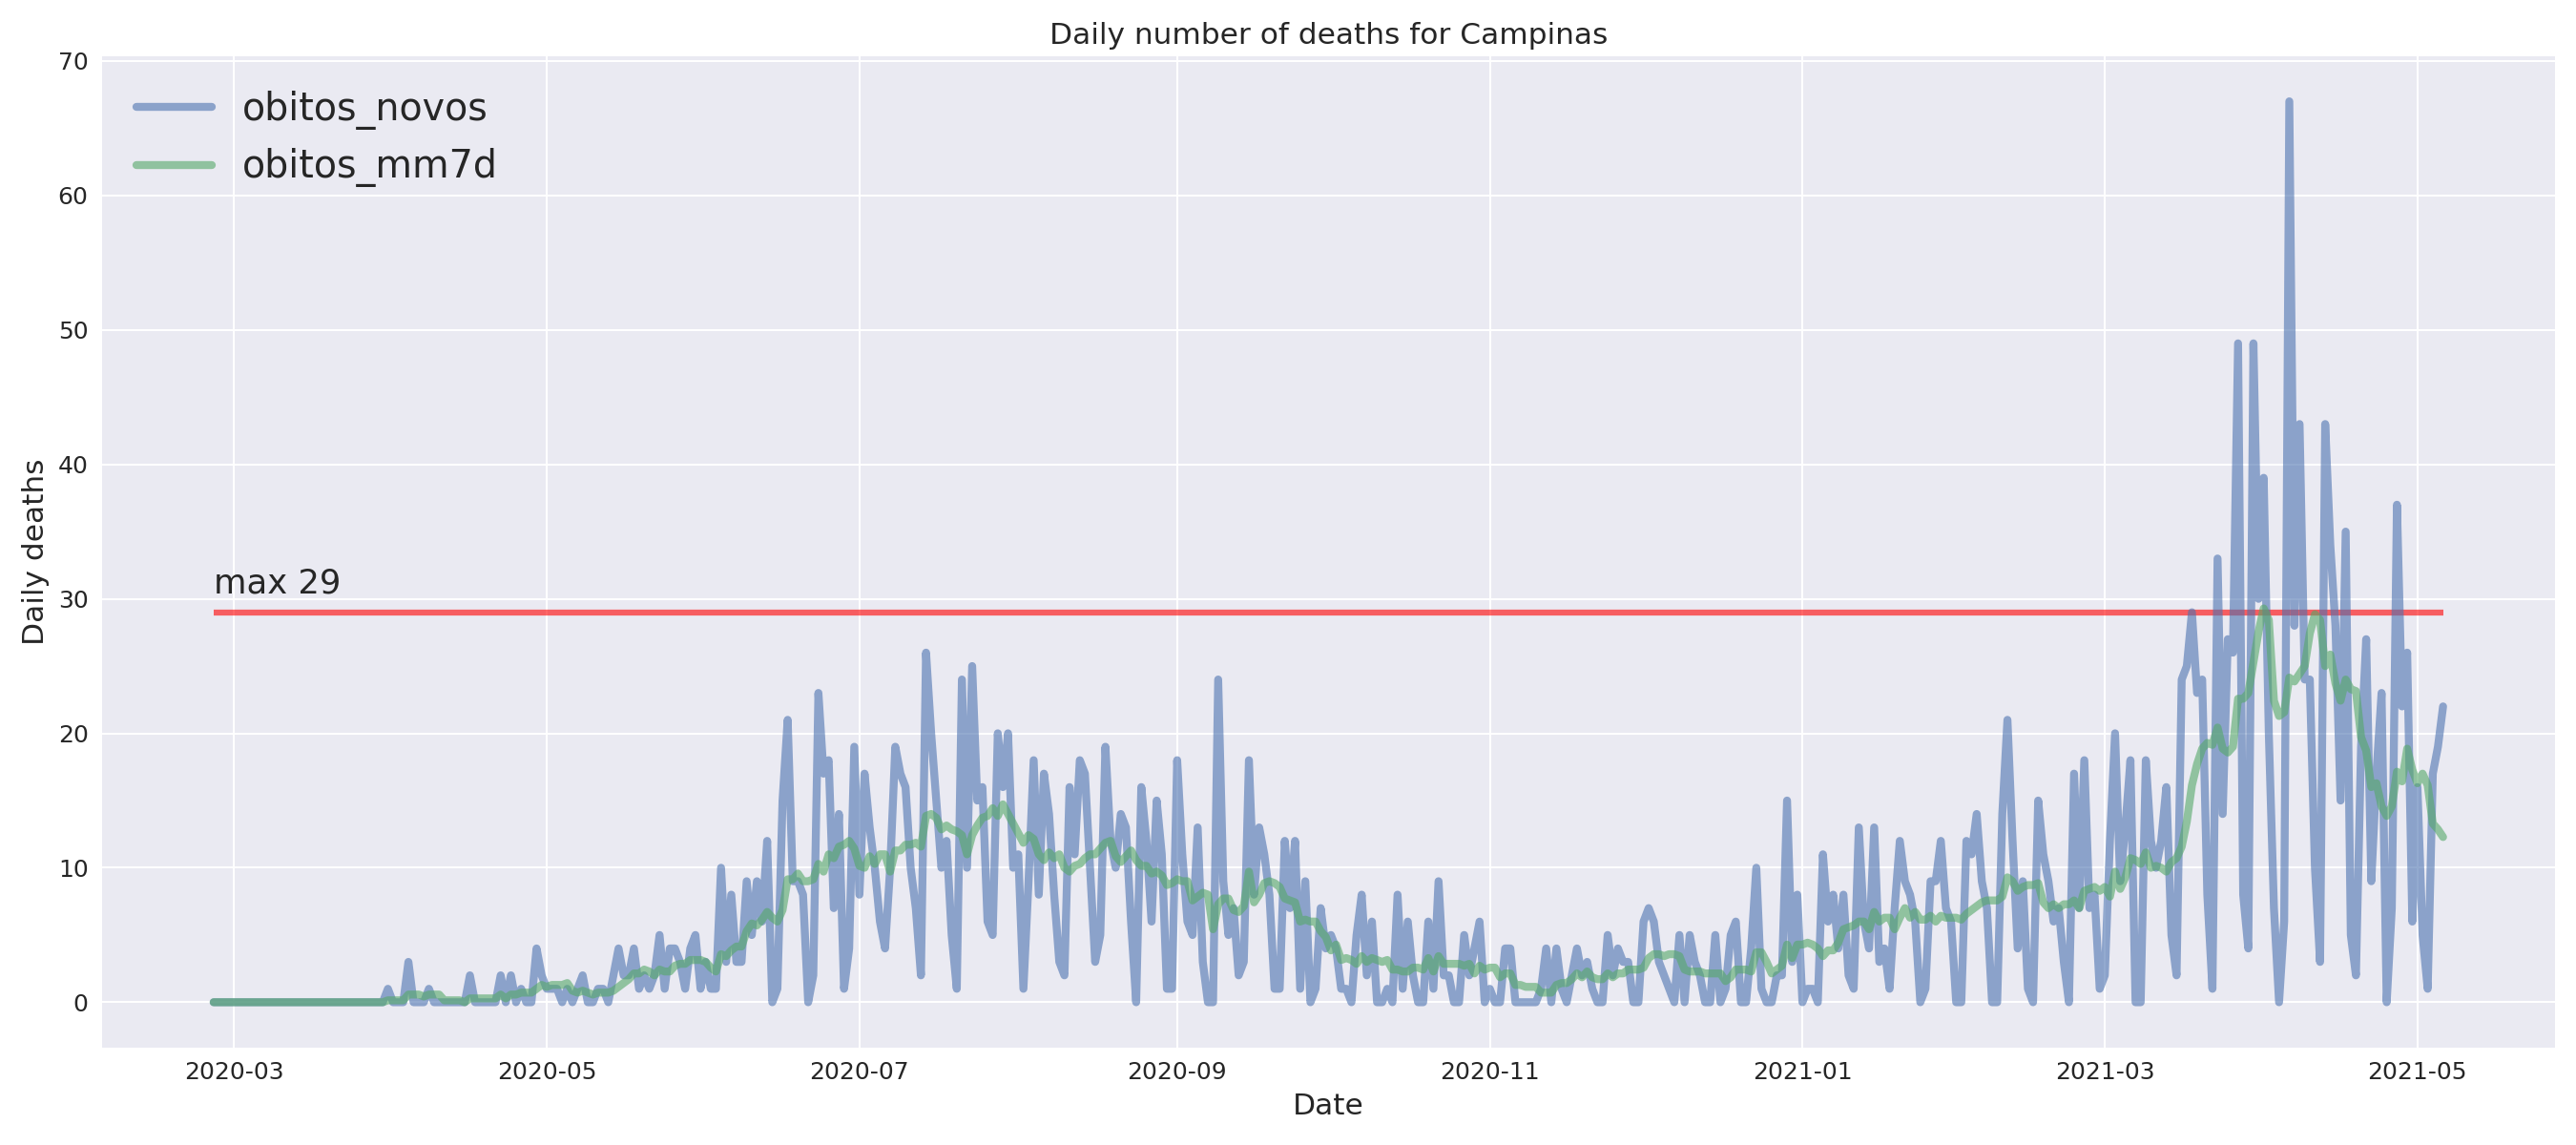 Daily number of deaths for Campinas
obitos_novos
obitos_mm7d
max 29
Daily deaths
70
60
50
40
30
20
10
0
2020-03 2020-05 2020-07 2020-09 2020-11 2021-01 2021-03 2021-05
Date